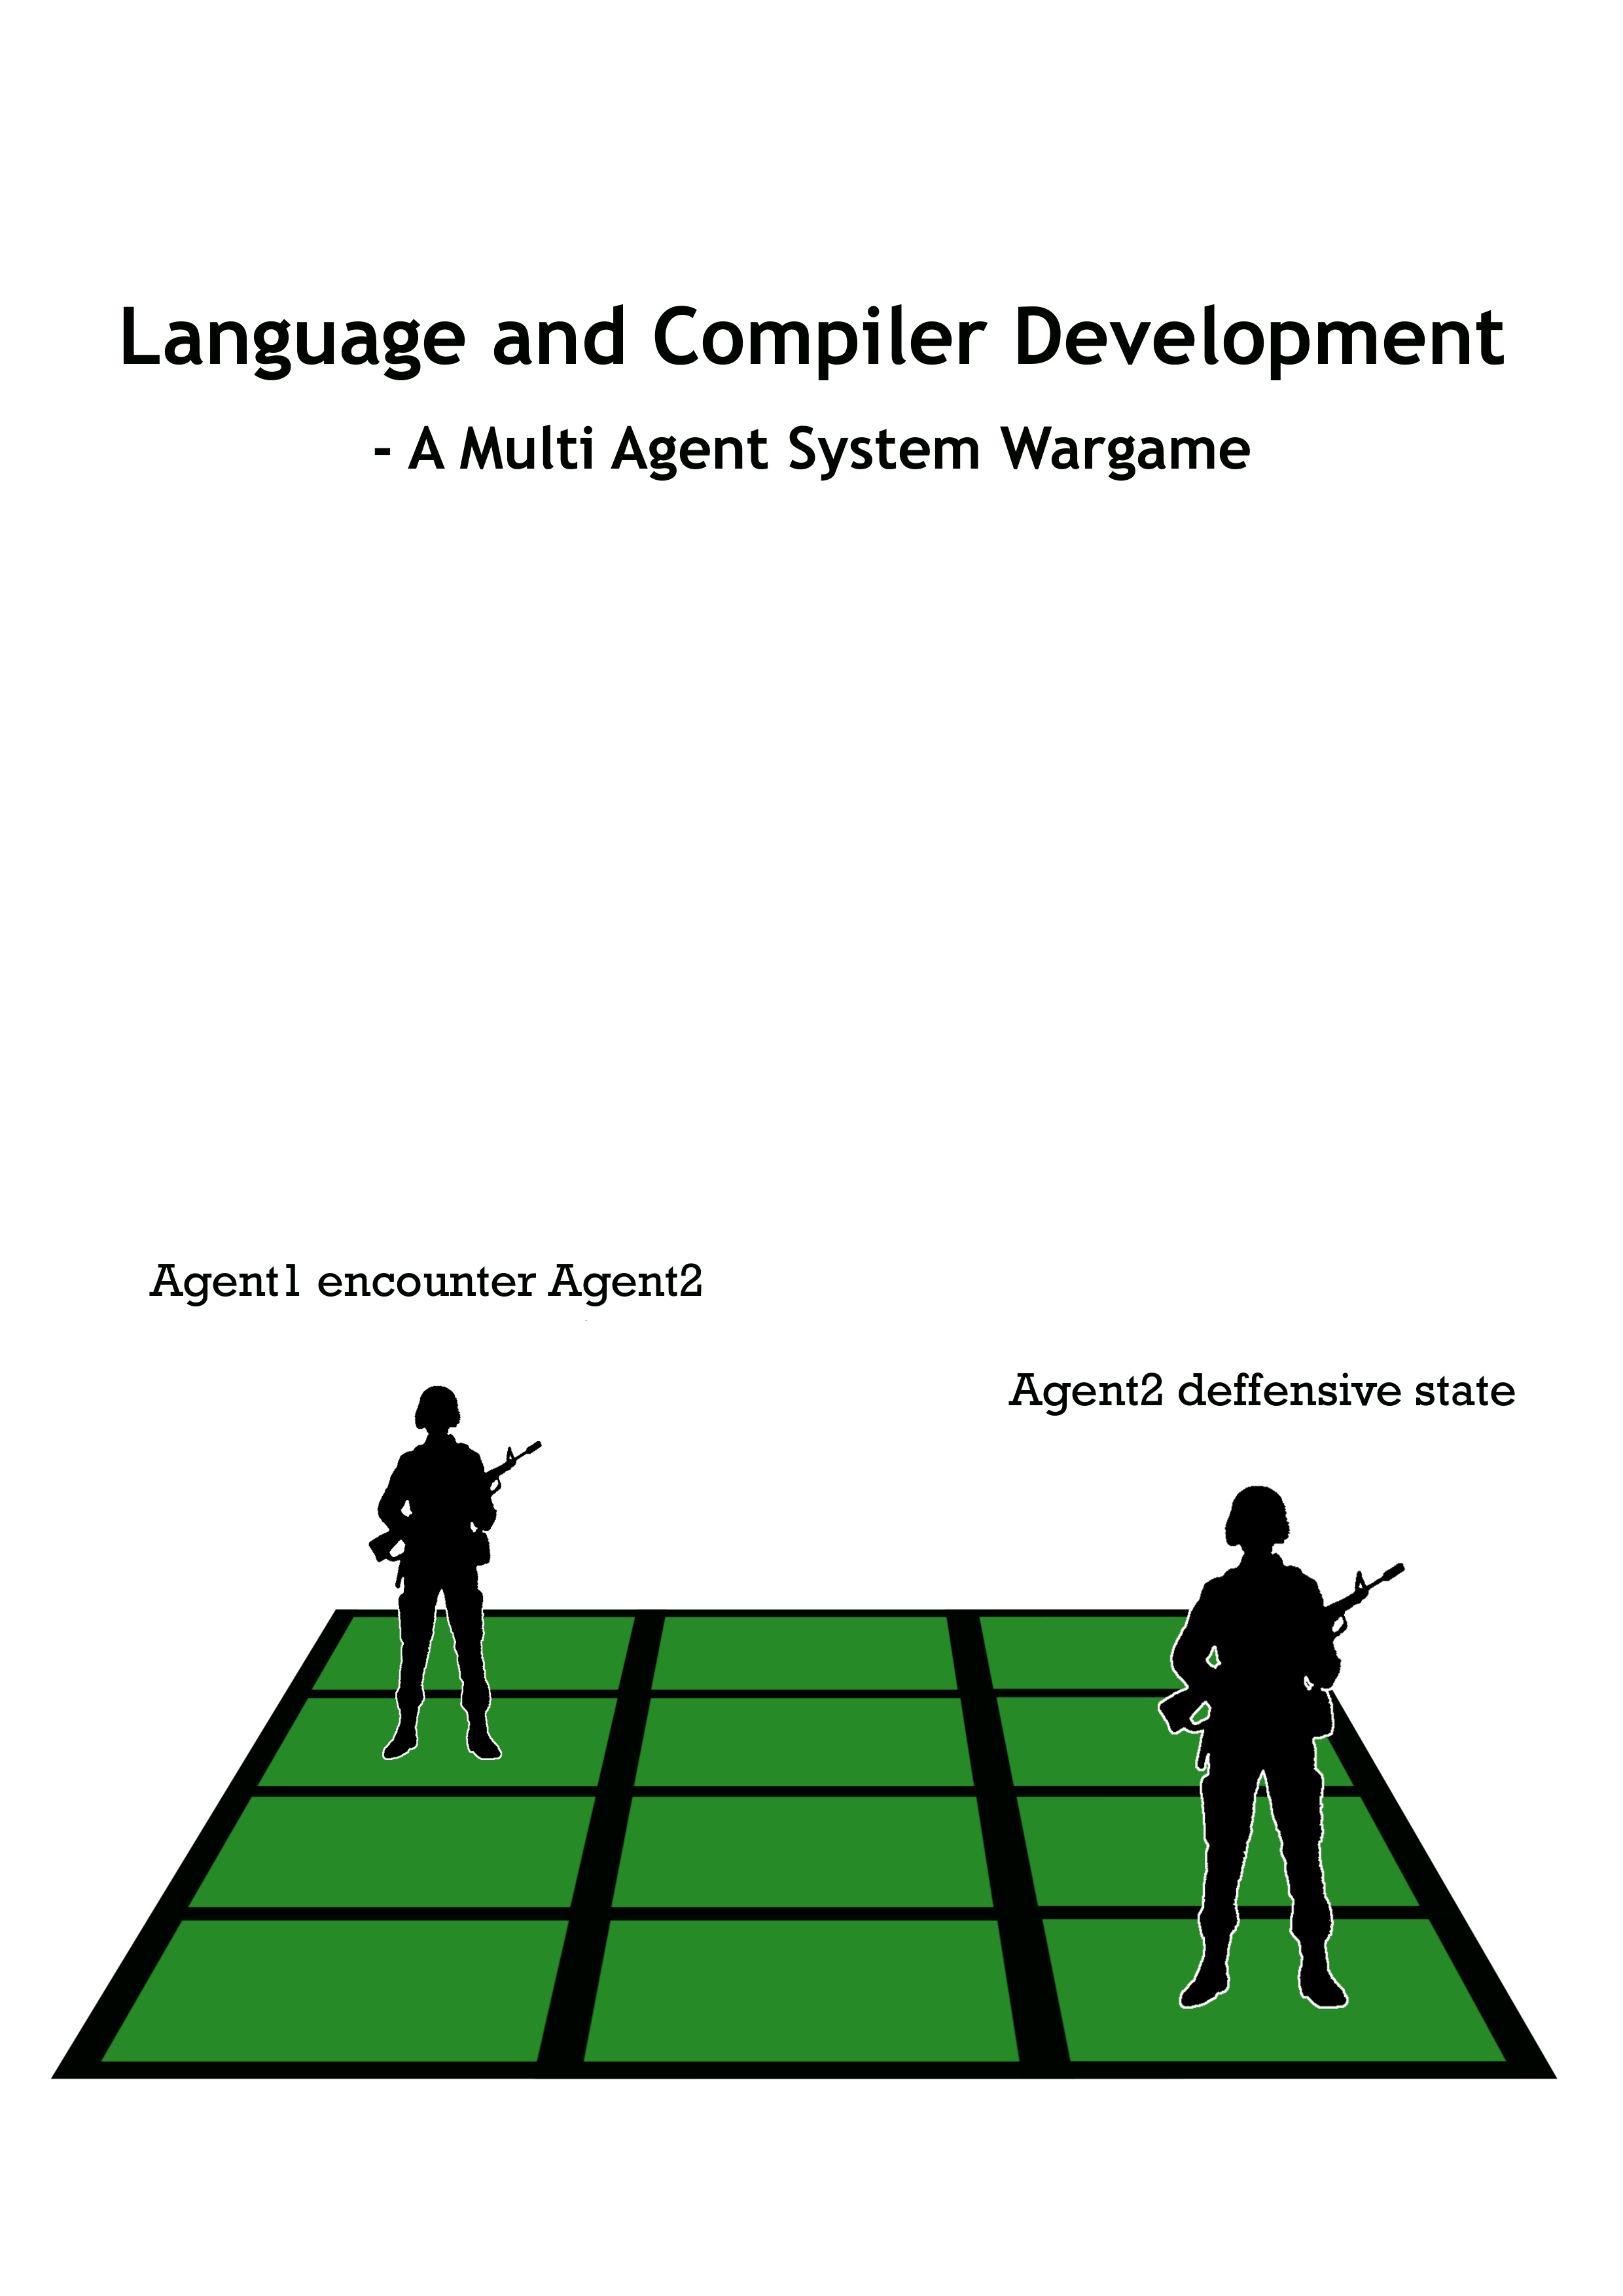 Language and Compiler Development
- A Multi Agent System Wargame
Agent1 encounter Agent2
Agent2 deffensive state